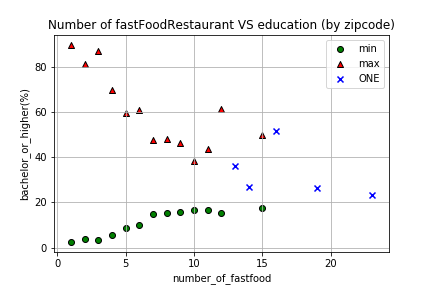 Number of fastFoodRestaurant VS education (by zipcode)
min
max
ONE
bachelor_or_higher(%)
80
60
40
20
0
0 5 10 15 20
number_of_fastfood